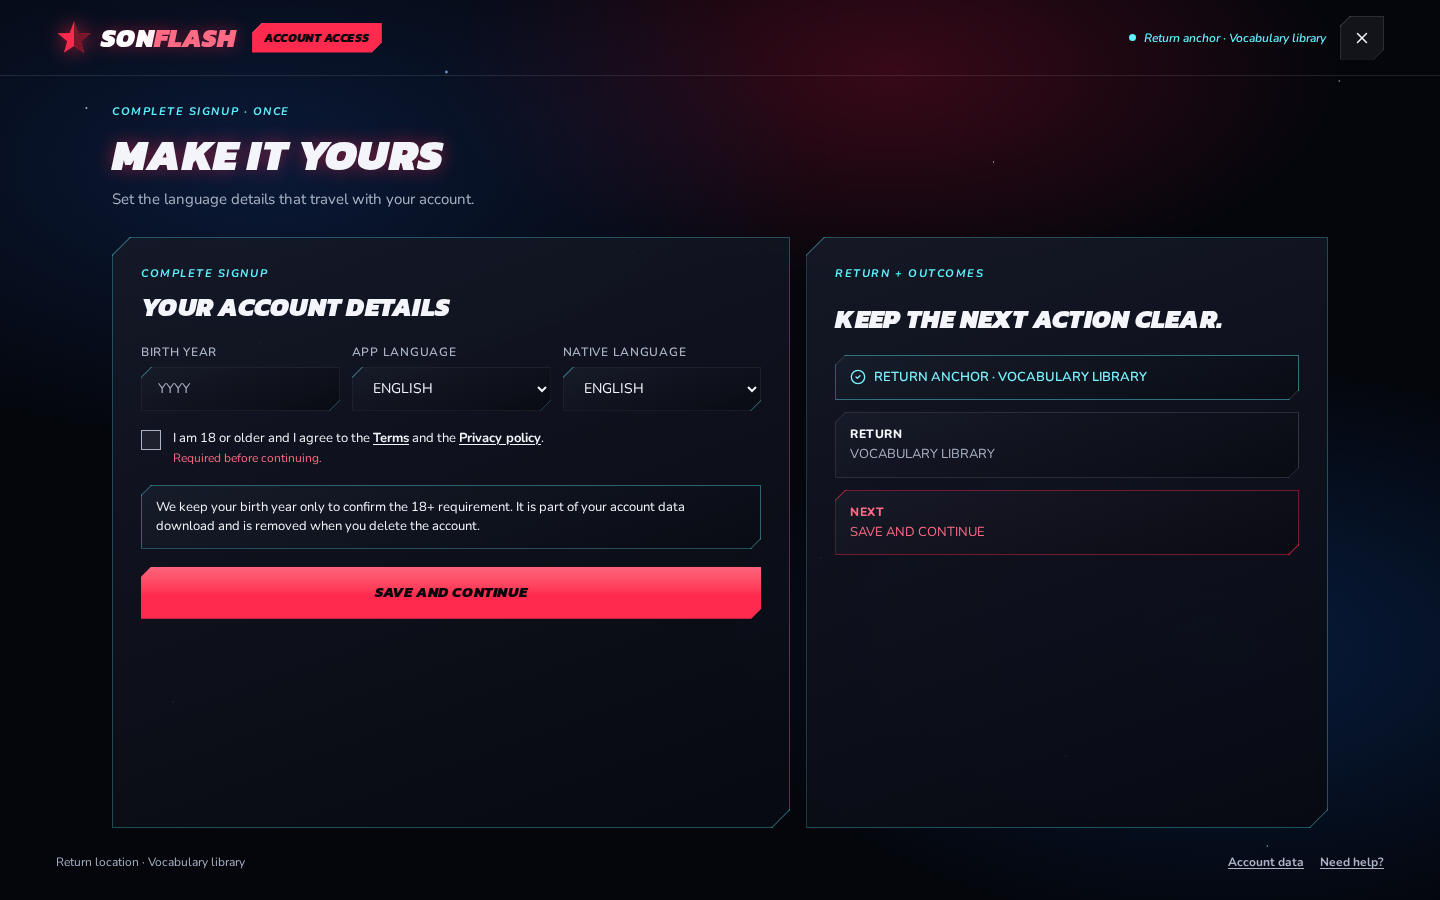 SONFLASH
ACCOUNT ACCESS
Return anchor · Vocabulary library
COMPLETE SIGNUP · ONCE
MAKE IT YOURS
Set the language details that travel with your account.
COMPLETE SIGNUP
YOUR ACCOUNT DETAILS
BIRTH YEAR
APP LANGUAGE
NATIVE LANGUAGE
YYYY
ENGLISH
ENGLISH
I am 18 or older and I agree to the Terms and the Privacy policy.
Required before continuing.
We keep your birth year only to confirm the 18+ requirement. It is part of your account data
download and is removed when you delete the account.
SAVE AND CONTINUE
RETURN + OUTCOMES
KEEP THE NEXT ACTION CLEAR.
RETURN ANCHOR · VOCABULARY LIBRARY
RETURN
VOCABULARY LIBRARY
NEXT
SAVE AND CONTINUE
Return location · Vocabulary library
Account data
Need help?